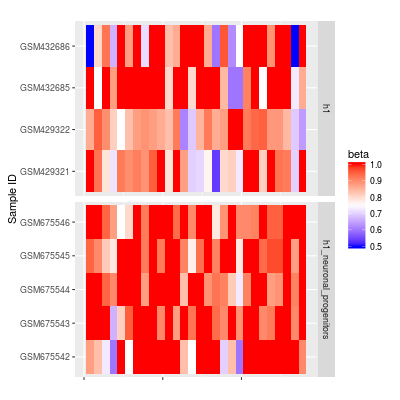 GSM432686
GSM432685
GSM429322
GSM429321
h1
GSM675546
GSM675545
GSM675544
GSM675543
GSM675542
h1_neuronal_progenitors
Sample ID
beta
1.0
0.9
0.8
0.7
0.6
0.5